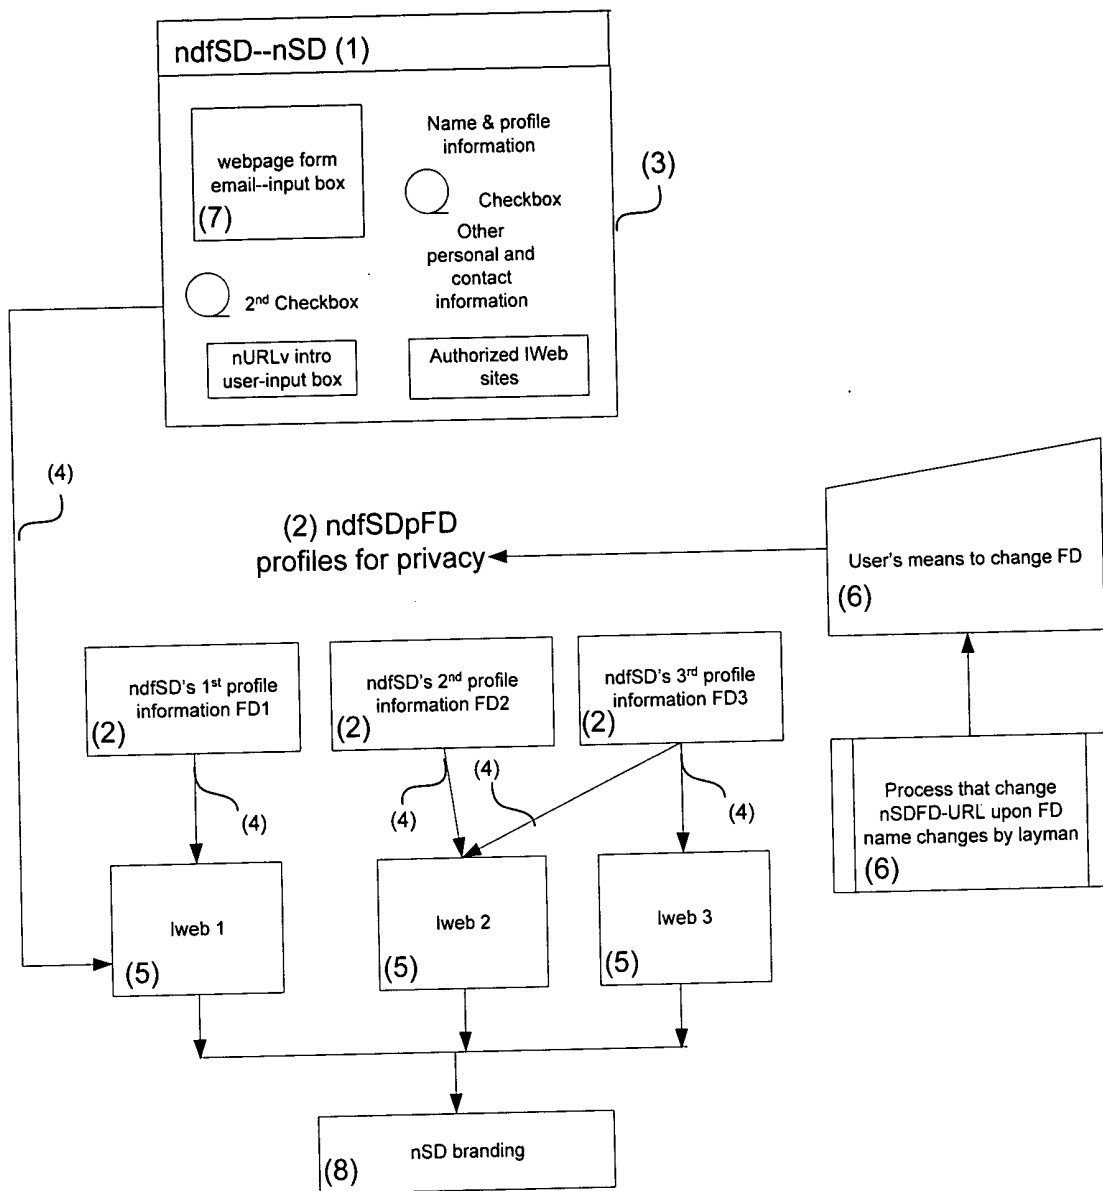 ndfSD--nSD (1)
webpage form
email--input box
(7)
Name & profile
information
Checkbox
Other
personal and
contact
information
(3)
2nd Checkbox
nURLv intro
user-input box
Authorized IWeb
sites
(4)
(2) ndfSDpFD
profiles for privacy
User's means to change FD
(6)
ndfSD's 1st profile
information FD1
(2)
ndfSD's 2nd profile
information FD2
(2)
ndfSD's 3rd profile
information FD3
(2)
Process that change
nSDFD-URL upon FD
name changes by layman
(6)
(4)
(4)
(4)
(4)
Iweb 1
(5)
Iweb 2
(5)
Iweb 3
(5)
nSD branding
(8)